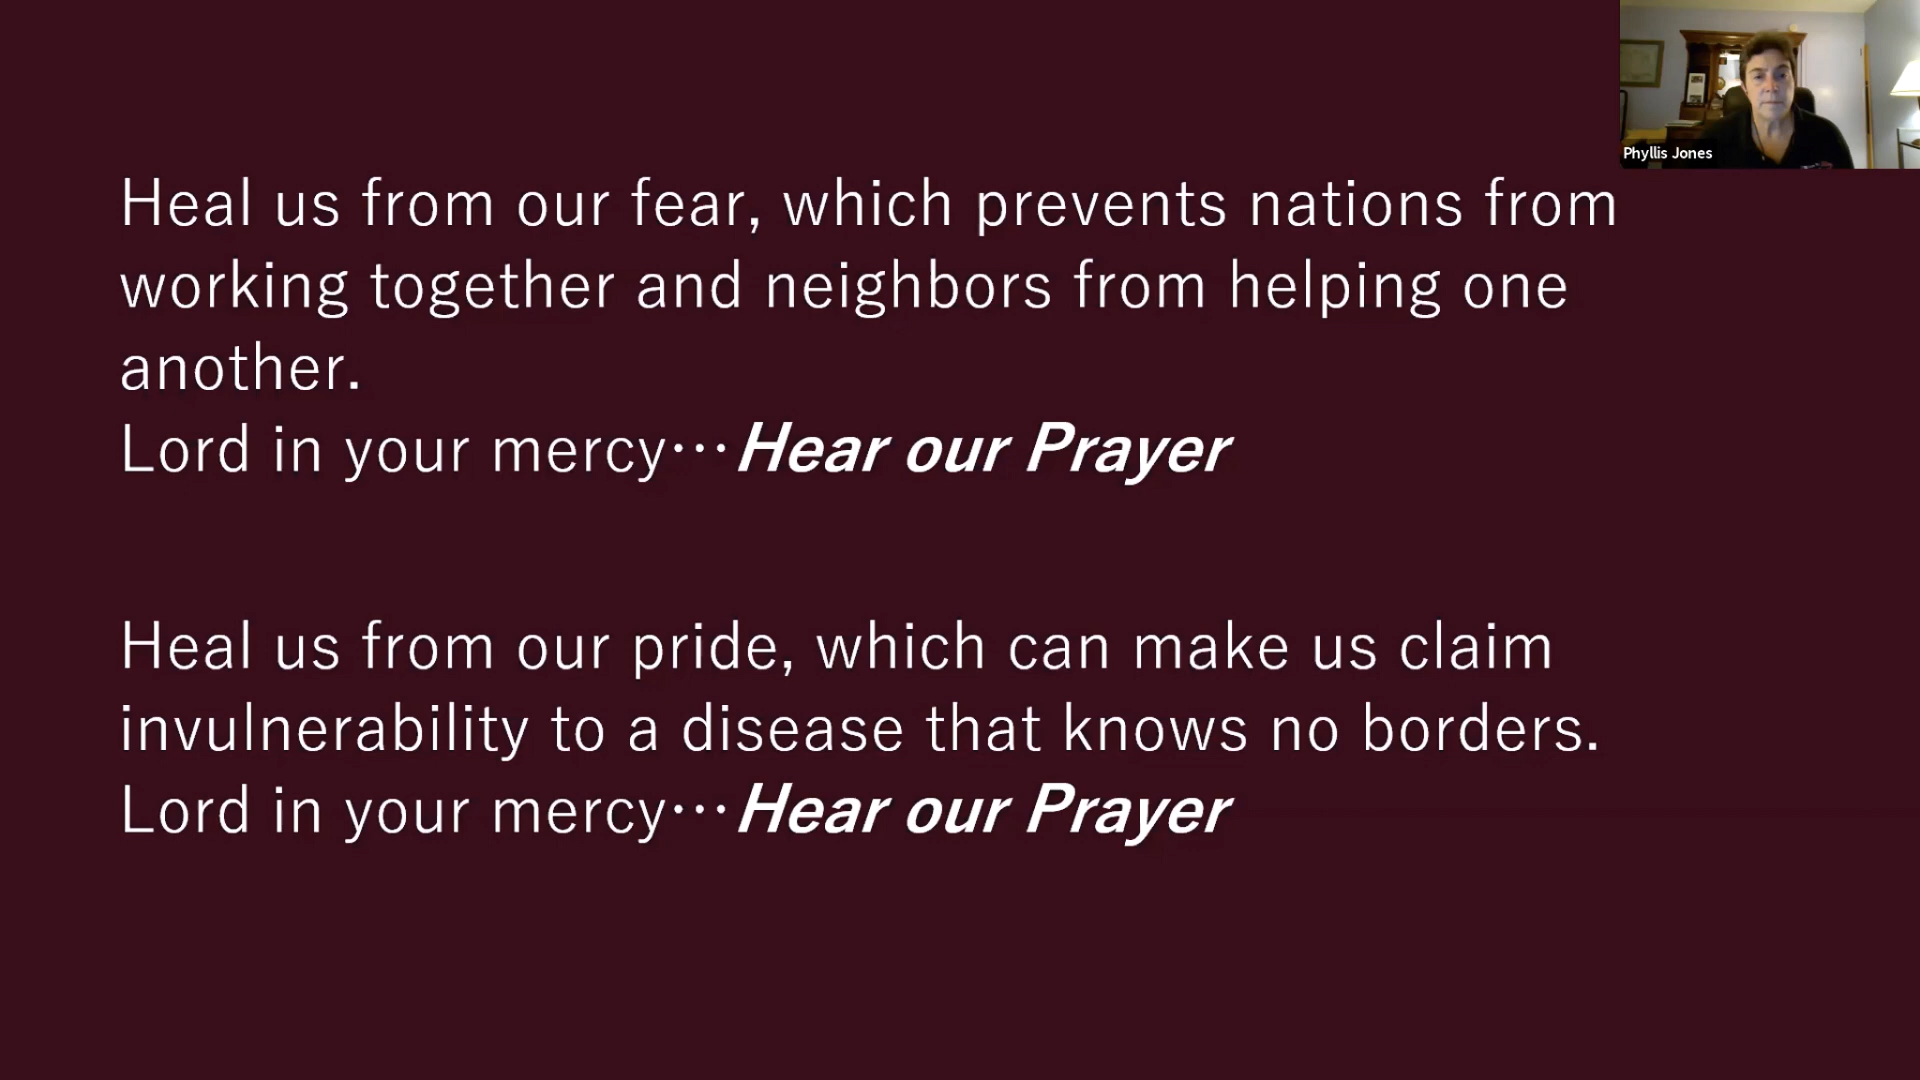 Phyllis Jones
Heal us from our fear, which prevents nations from
working together and neighbors from helping one
another.
Lord in your mercy⋯Hear our Prayer
Heal us from our pride, which can make us claim
invulnerability to a disease that knows no borders.
Lord in your mercy⋯Hear our Prayer